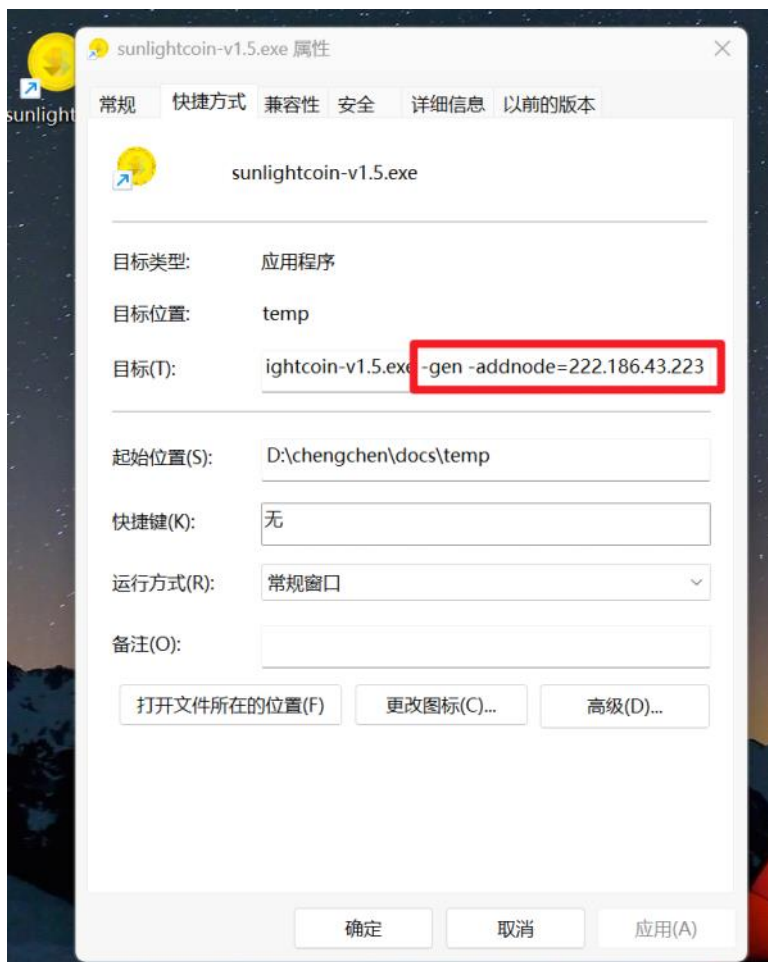 sunlightcoin-v1.5.exe 属性
sunlight
常规 快捷方式 兼容性 安全 详细信息 以前的版本
sunlightcoin-v1.5.exe
目标类型: 应用程序
目标位置: temp
目标(T): ightcoin-v1.5.exe -gen -addnode=222.186.43.223
起始位置(S): D:\chengchen\docs\temp
快捷键(K): 无
运行方式(R): 常规窗口
备注(O):
打开文件所在的位置(F) 更改图标(C)... 高级(D)...
确定 取消 应用(A)